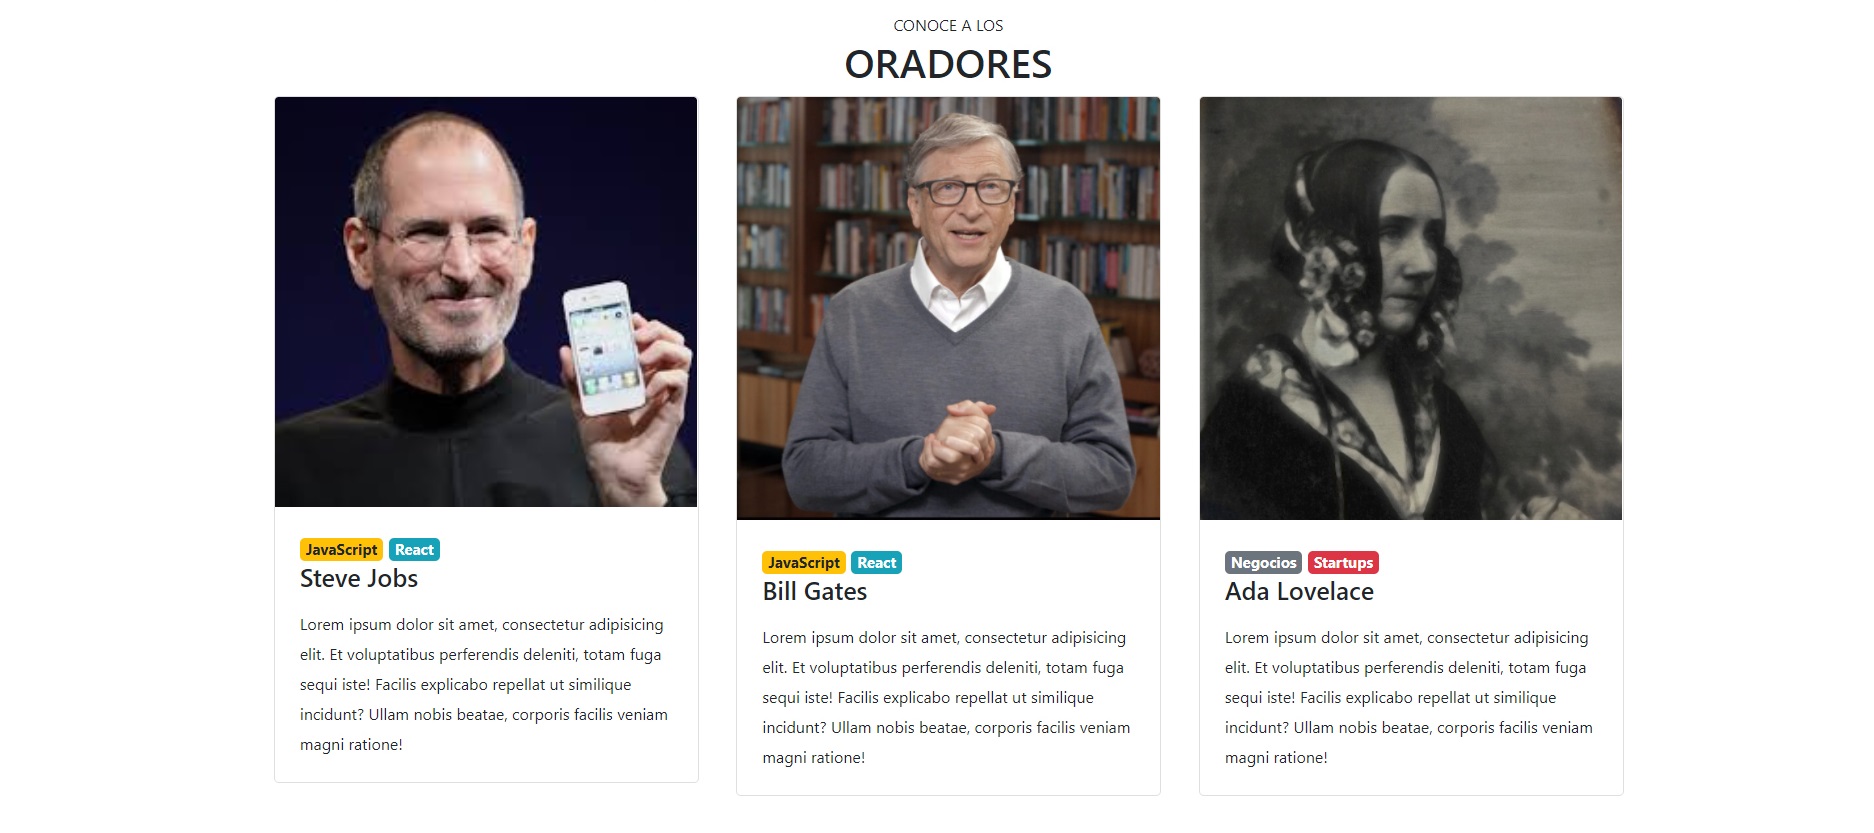 CONOCE A LOS
ORADORES
JavaScript React
Steve Jobs
Lorem ipsum dolor sit amet, consectetur adipisicing
elit. Et voluptatibus perferendis deleniti, totam fuga
sequi iste! Facilis explicabo repellat ut similique
incidunt? Ullam nobis beatae, corporis facilis veniam
magni ratione!
JavaScript React
Bill Gates
Lorem ipsum dolor sit amet, consectetur adipisicing
elit. Et voluptatibus perferendis deleniti, totam fuga
sequi iste! Facilis explicabo repellat ut similique
incidunt? Ullam nobis beatae, corporis facilis veniam
magni ratione!
Negocios Startups
Ada Lovelace
Lorem ipsum dolor sit amet, consectetur adipisicing
elit. Et voluptatibus perferendis deleniti, totam fuga
sequi iste! Facilis explicabo repellat ut similique
incidunt? Ullam nobis beatae, corporis facilis veniam
magni ratione!